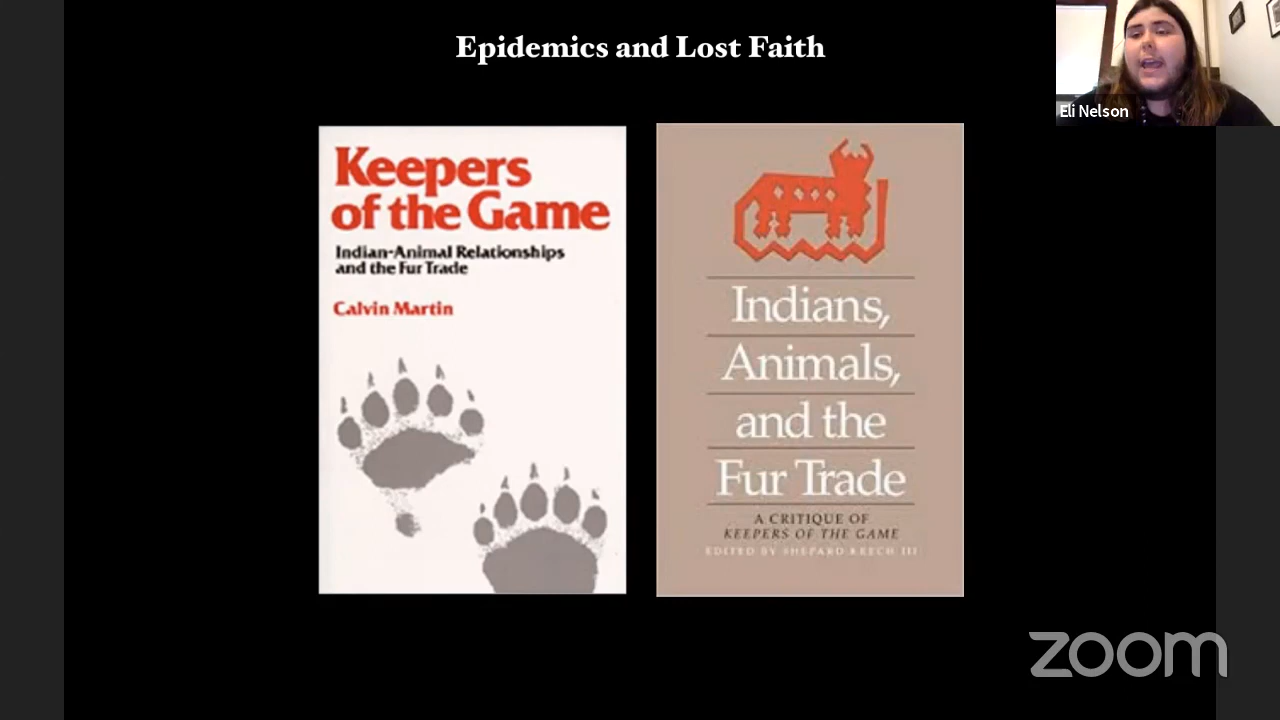 Epidemics and Lost Faith
Eli Nelson
Keepers
of the Game
Indian-Animal Relationships
and the Fur Trade
Calvin Martin
Indians,
Animals,
and the
Fur Trade
A CRITIQUE OF
KEEPERS OF THE GAME
EDITED BY SHEPARD KRECH III
zoom